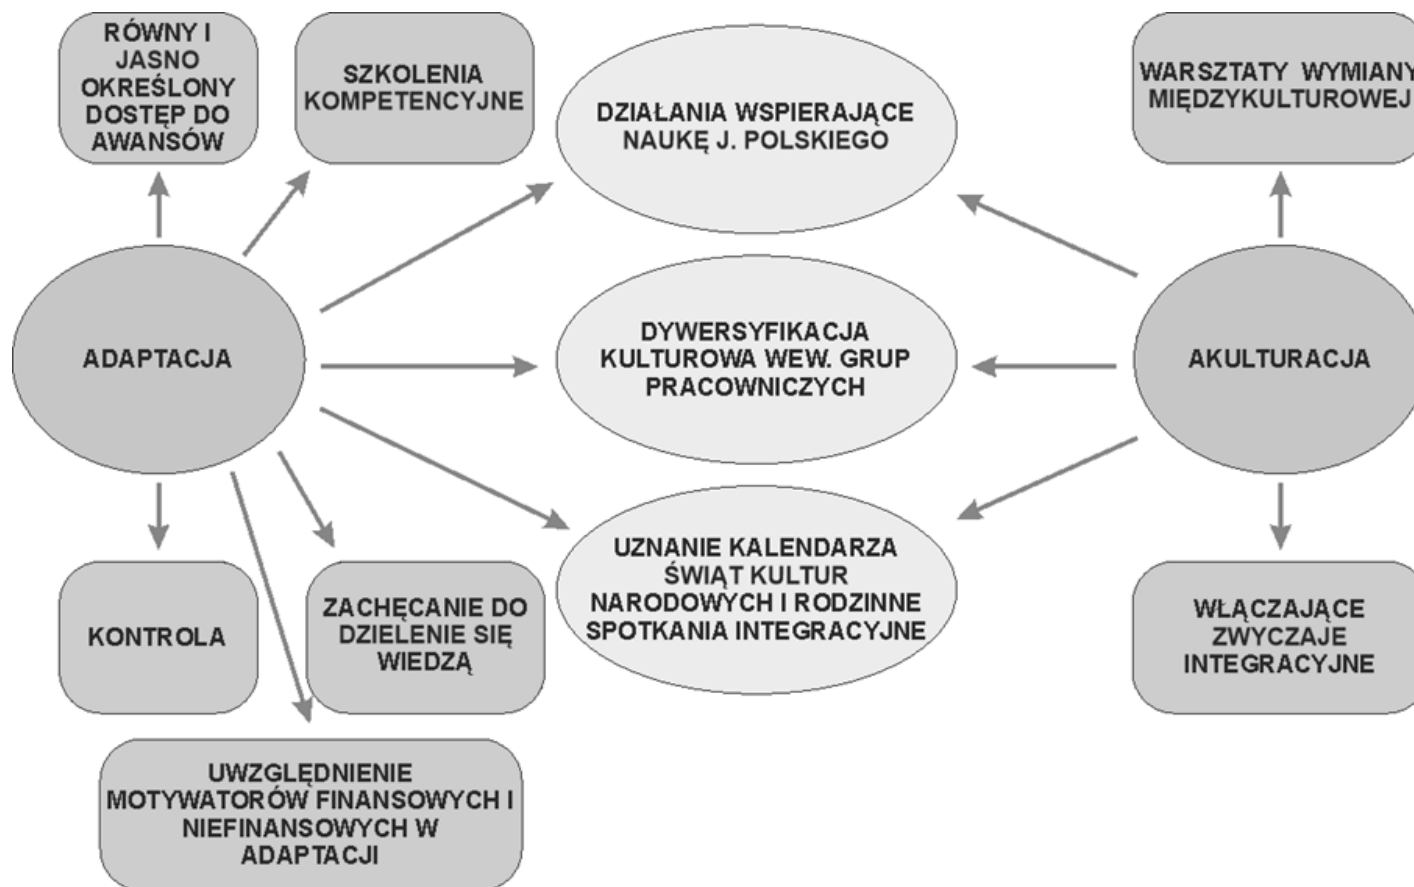 RÓWNY I
JASNO
OKREŚLONY
DOSTĘP DO
AWANSÓW
SZKOLENIA
KOMPETENCYJNE
DZIAŁANIA WSPIERAJĄCE
NAUKĘ J. POLSKIEGO
WARSZTATY WYMIANY
MIĘDZYKULTUROWEJ
ADAPTACJA
DYWERSYFIKACJA
KULTUROWA WEW. GRUP
PRACOWNICZYCH
AKULTURACJA
KONTROLA
ZACHĘCANIE DO
DZIELENIE SIĘ
WIEDZĄ
UZNANIE KALENDARZA
ŚWIĄT KULTUR
NARODOWYCH I RODZINNE
SPOTKANIA INTEGRACYJNE
WŁĄCZAJĄCE
ZWYCZAJE
INTEGRACYJNE
UWZGLĘDNIENIE
MOTYWATORÓW FINANSOWYCH I
NIEFINANSOWYCH W
ADAPTACJI